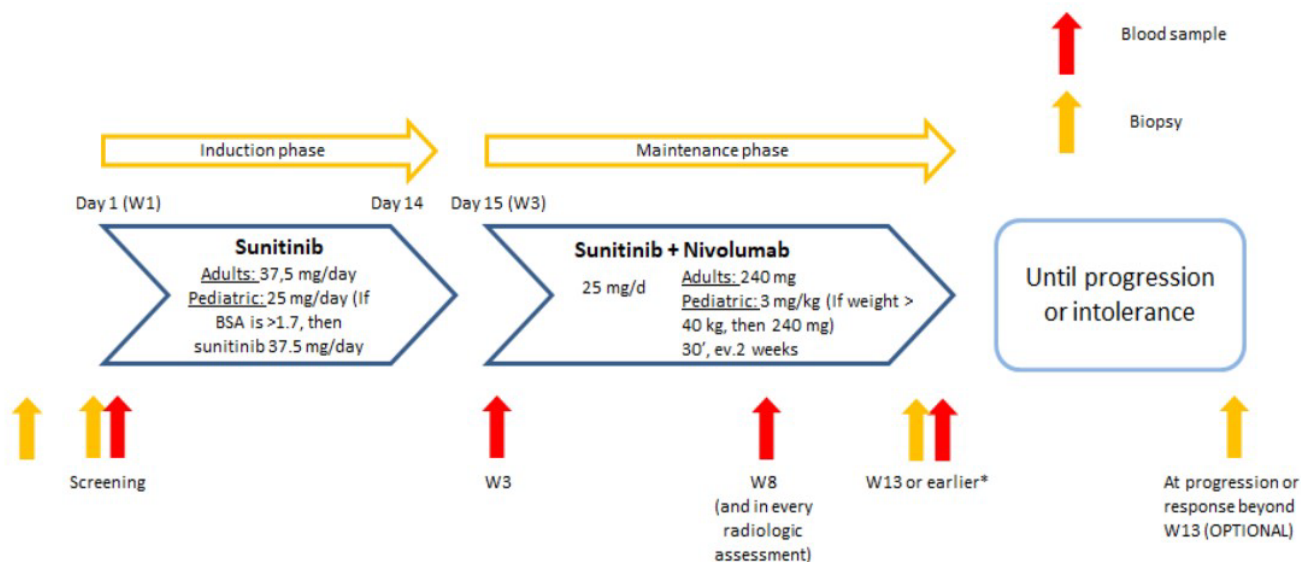 Blood sample
Biopsy
Induction phase
Maintenance phase
Day 1 (W1)
Day 14
Day 15 (W3)
Sunitinib
Adults: 37,5 mg/day
Pediatric: 25 mg/day (If
BSA is >1.7, then
sunitinib 37.5 mg/day
Sunitinib + Nivolumab
25 mg/d
Adults: 240 mg
Pediatric: 3 mg/kg (If weight >
40 kg, then 240 mg)
30’, ev.2 weeks
Until progression
or intolerance
Screening
W3
W8
(and in every
radiologic
assessment)
W13 or earlier*
At progression or
response beyond
W13 (OPTIONAL)